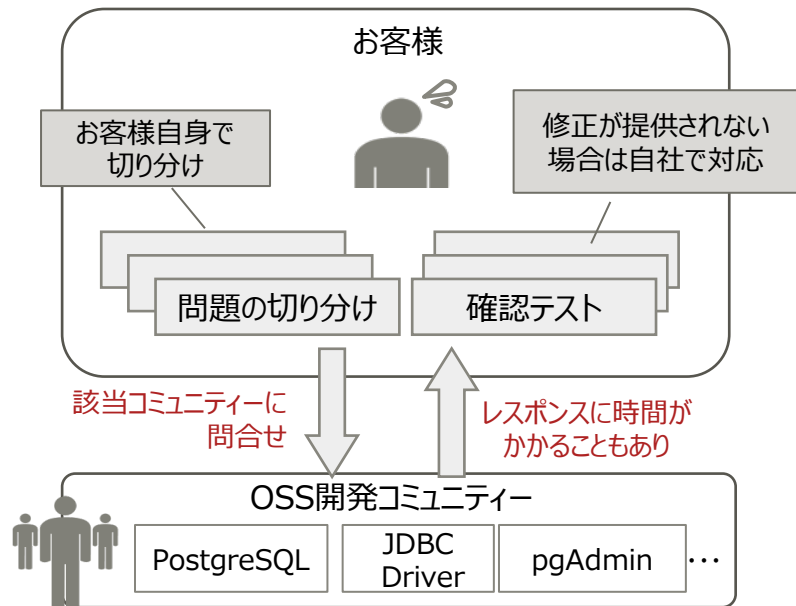 お客様
お客様自身で
切り分け
修正が提供されない
場合は自社で対応
問題の切り分け
確認テスト
該当コミュニティーに
問合せ
レスポンスに時間が
かかることもあり
OSS開発コミュニティー
PostgreSQL
JDBC
Driver
pgAdmin
…